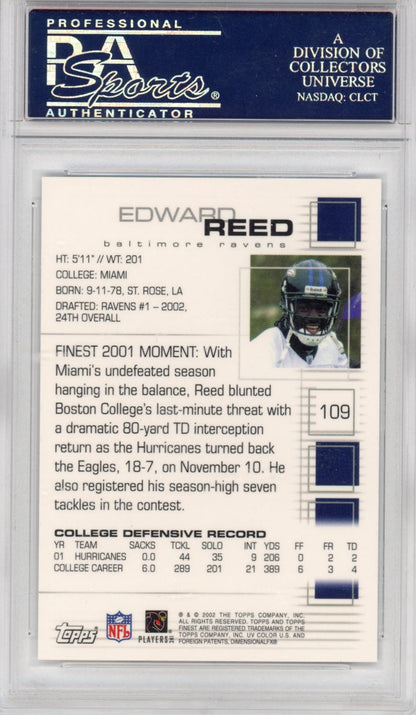 PROFESSIONAL
PSA
Sports®
AUTHENTICATOR
A
DIVISION OF
COLLECTORS
UNIVERSE
NASDAQ: CLCT
EDWARD
REED
baltimore ravens
HT: 5'11" // WT: 201
COLLEGE: MIAMI
BORN: 9-11-78, ST. ROSE, LA
DRAFTED: RAVENS #1 – 2002,
24TH OVERALL
FINEST 2001 MOMENT: With
Miami's undefeated season
hanging in the balance, Reed blunted
Boston College's last-minute threat with
a dramatic 80-yard TD interception
return as the Hurricanes turned back
the Eagles, 18-7, on November 10. He
also registered his season-high seven
tackles in the contest.
109
COLLEGE DEFENSIVE RECORD
YR TEAM SACKS TCKL SOLO INT YDS FF FR TD
01 HURRICANES 0.0 44 35 9 206 0 2 2
COLLEGE CAREER 6.0 289 201 21 389 6 3 4
Topps
NFL
PLAYERS
® & © 2002 THE TOPPS COMPANY, INC.
ALL RIGHTS RESERVED. TOPPS AND TOPPS
FINEST ARE REGISTERED TRADEMARKS OF THE
TOPPS COMPANY, INC. UV COLOR U.S. AND
FOREIGN PATENTS, DIMENSIONALFX®